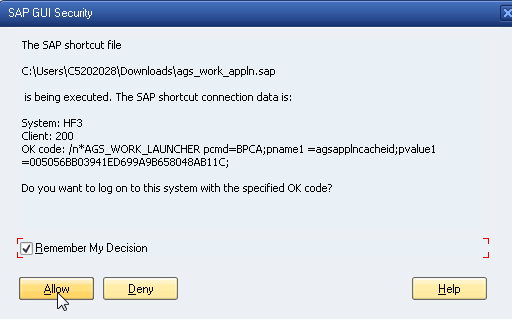 SAP GUI Security
The SAP shortcut file
C:\Users\C5202028\Downloads\ags_work_appln.sap
is being executed. The SAP shortcut connection data is:
System: HF3
Client: 200
OK code: /n*AGS_WORK_LAUNCHER pcmd=BPCA;pname1 =agsapplncacheid;pvalue1
=005056BB03941ED699A9B658048AB11C;
Do you want to log on to this system with the specified OK code?
Remember My Decision
Allow Deny Help